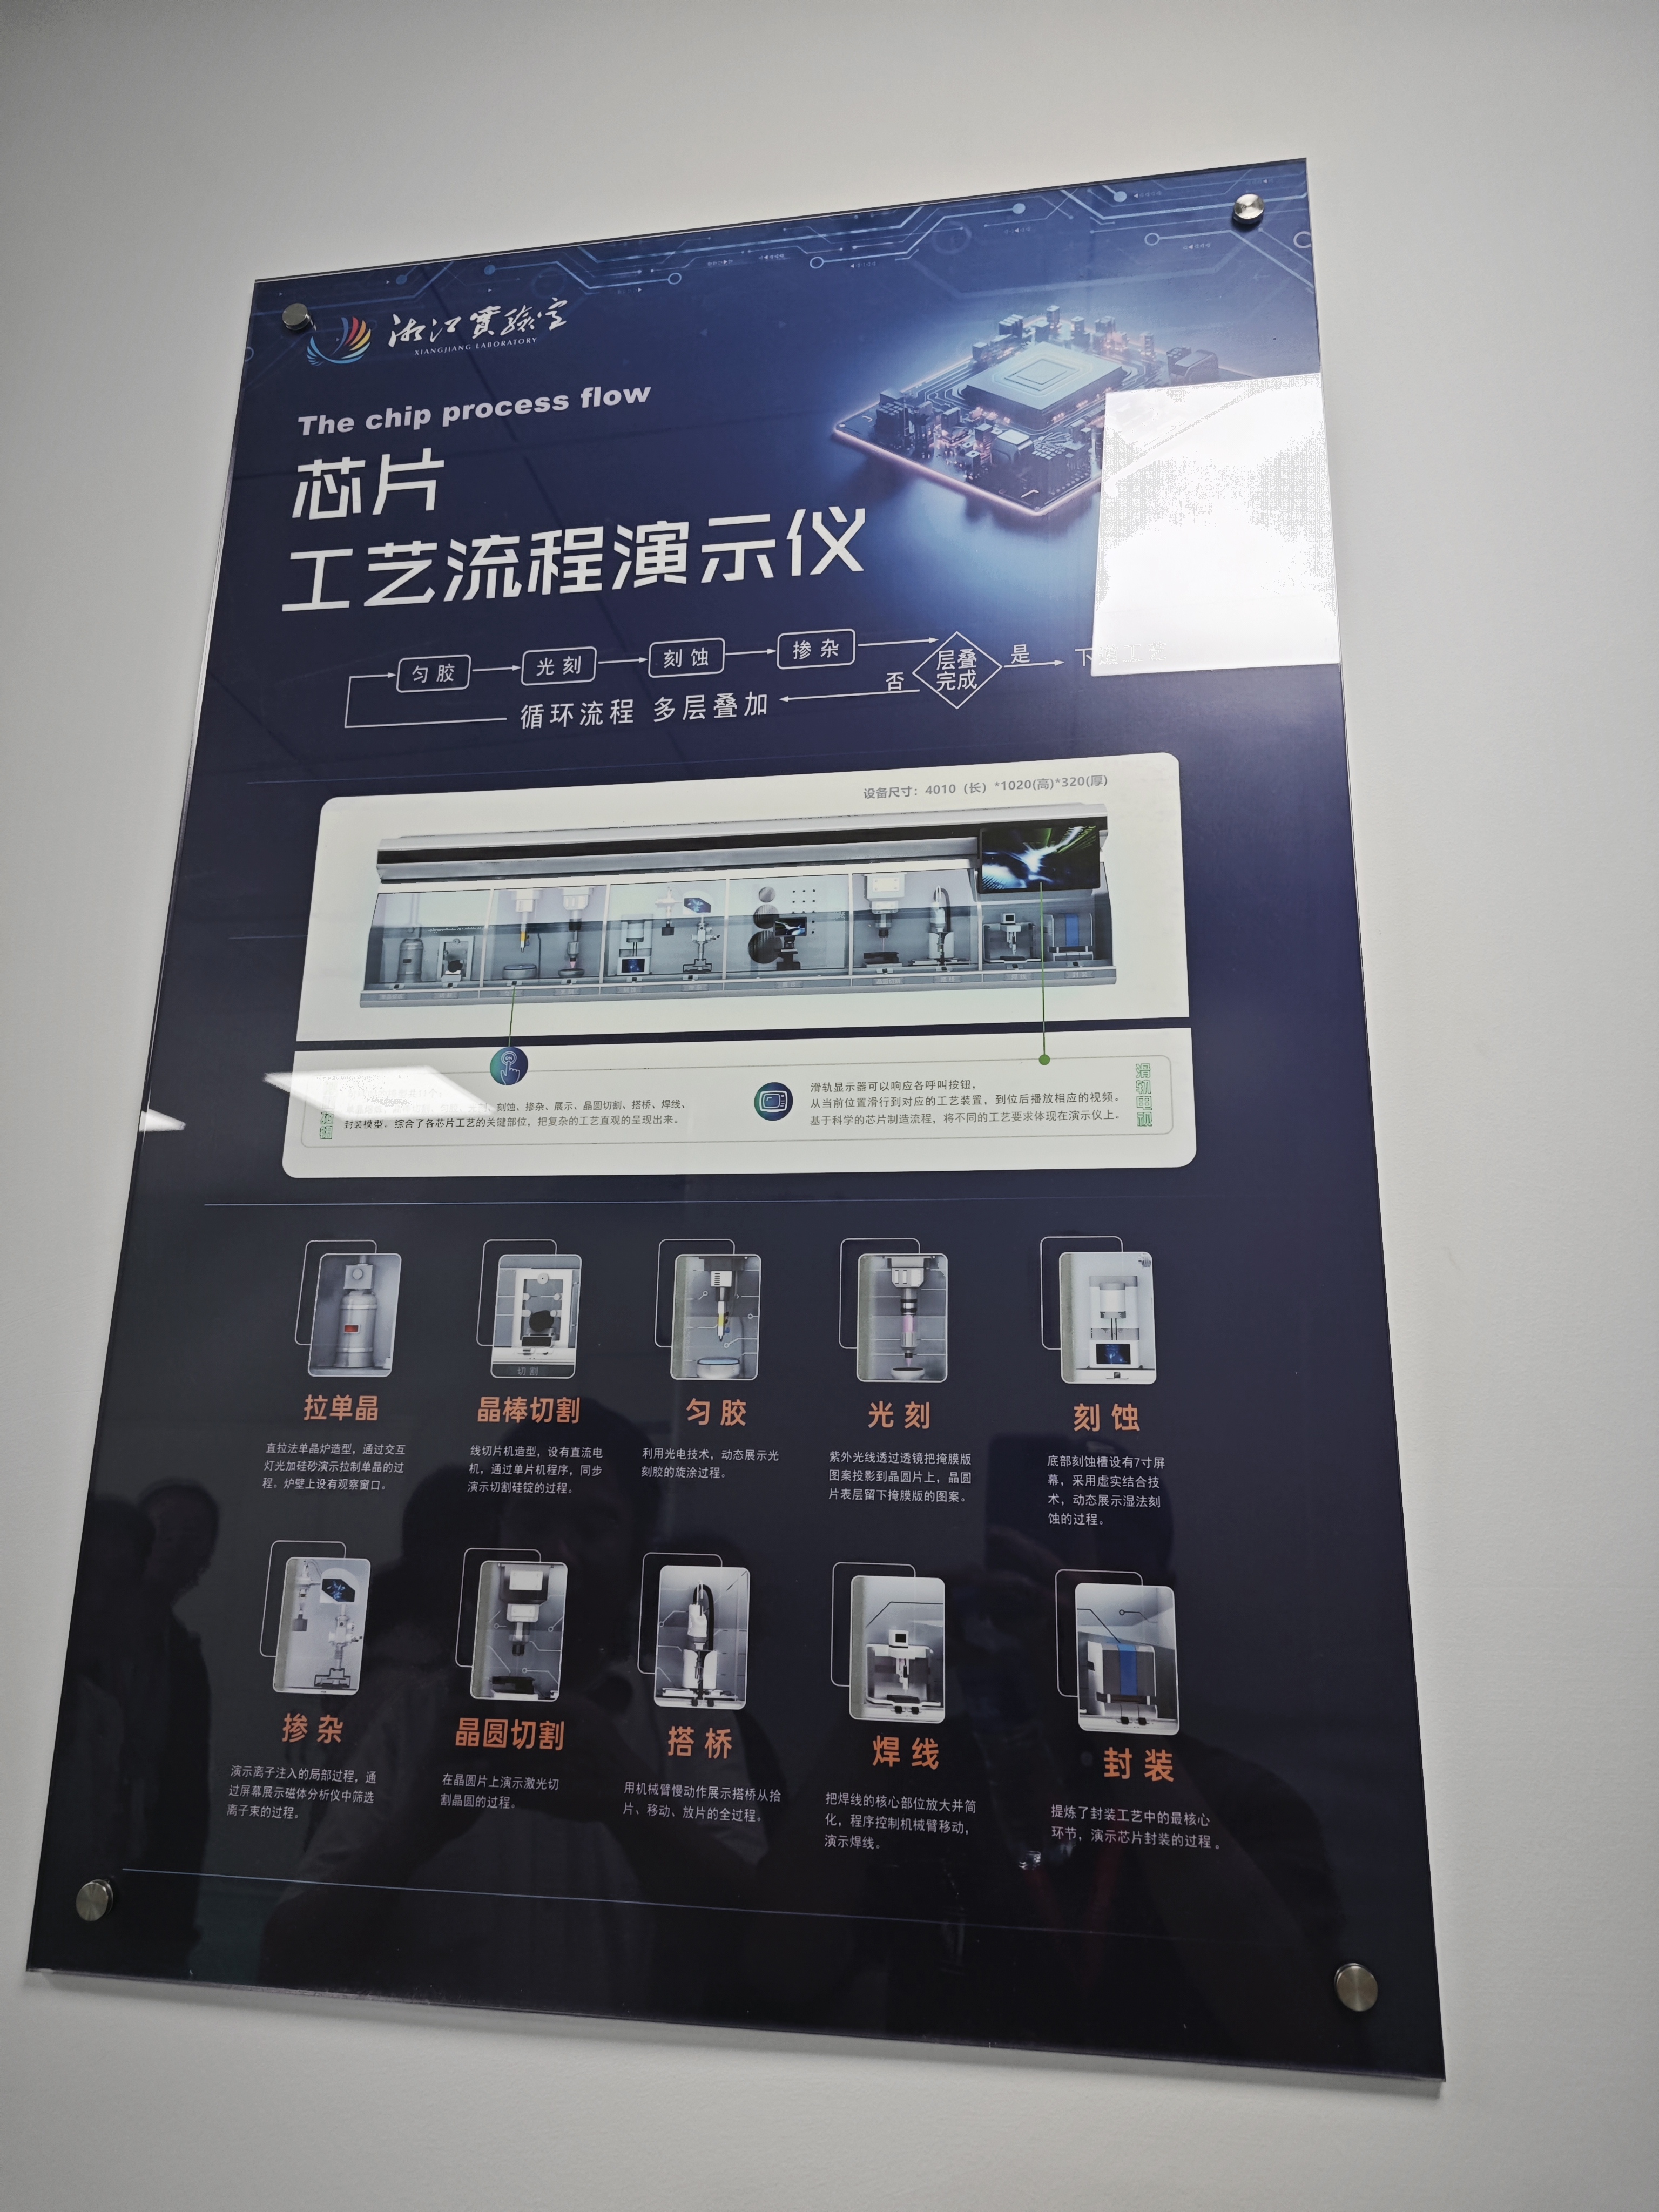 湘江實驗室
XIANGJIANG LABORATORY
The chip process flow
芯片
工艺流程演示仪
匀胶 光刻 刻蚀 掺杂 层叠 是 下
完成
否
循环流程 多层叠加
设备尺寸：4010（长）*1020(高)*320(厚)
刻蚀、掺杂、展示、晶圆切割、搭桥、焊线、
封装模型。综合了各芯片工艺的关键部位，把复杂的工艺直观的呈现出来。
滑轨显示器可以响应各呼叫按钮，
从当前位置滑行到对应的工艺装置，到位后播放相应的视频。
基于科学的芯片制造流程，将不同的工艺要求体现在演示仪上。
滑轨电视
切割
拉单晶
直拉法单晶炉造型，通过交互
灯光加硅砂演示拉制单晶的过
程。炉壁上设有观察窗口。
晶棒切割
线切片机造型，设有直流电
机，通过单片机程序，同步
演示切割硅锭的过程。
匀胶
利用光电技术，动态展示光
刻胶的旋涂过程。
光刻
紫外光线透过透镜把掩膜版
图案投影到晶圆片上，晶圆
片表层留下掩膜版的图案。
刻蚀
底部刻蚀槽设有7寸屏
幕，采用虚实结合技
术，动态展示湿法刻
蚀的过程。
掺杂
演示离子注入的局部过程，通
过屏幕展示磁体分析仪中筛选
离子束的过程。
晶圆切割
在晶圆片上演示激光切
割晶圆的过程。
搭桥
用机械臂慢动作展示搭桥从拾
片、移动、放片的全过程。
焊线
把焊线的核心部位放大并简
化，程序控制机械臂移动，
演示焊线。
封装
提炼了封装工艺中的最核心
环节，演示芯片封装的过程。